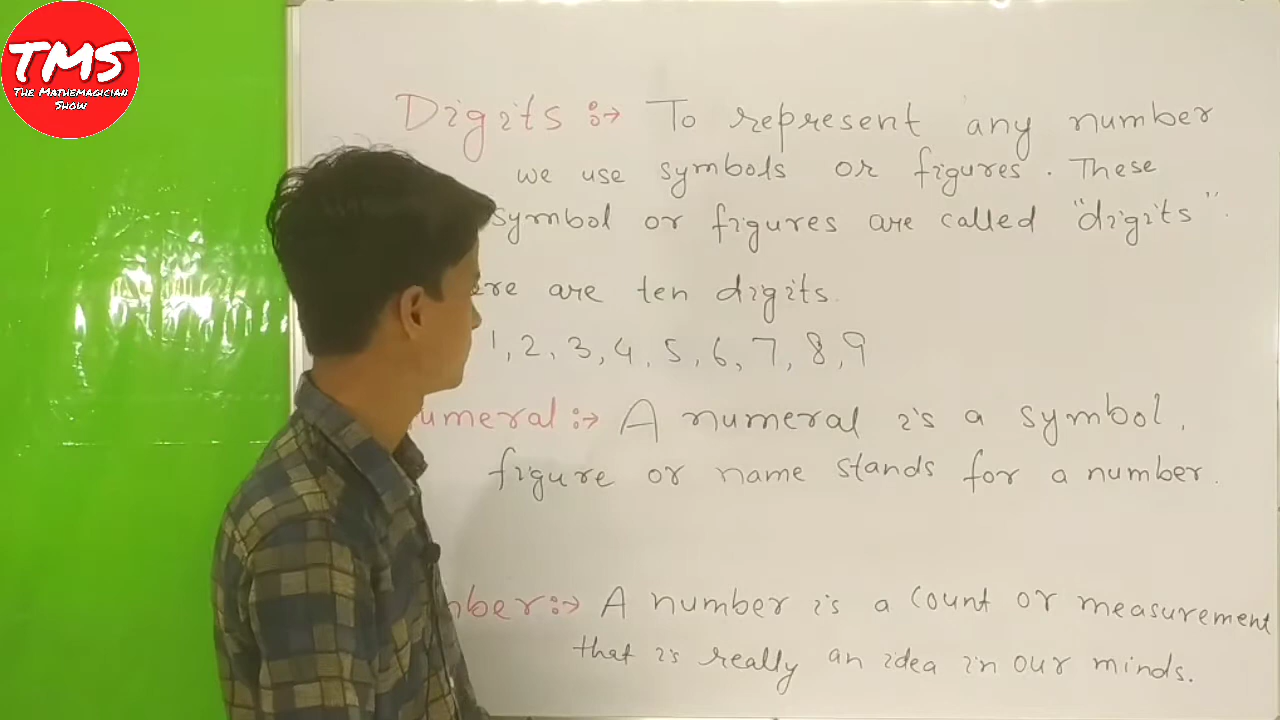 TMS
The Mathemagician
Show
Digits :→ To represent any number
we use symbols or figures. These
symbol or figures are called "digits".
ere are ten digits.
1, 2, 3, 4, 5, 6, 7, 8, 9
umeral :→ A numeral is a symbol,
figure or name stands for a number.
mber :→ A number is a count or measurement
that is really an idea in our minds.